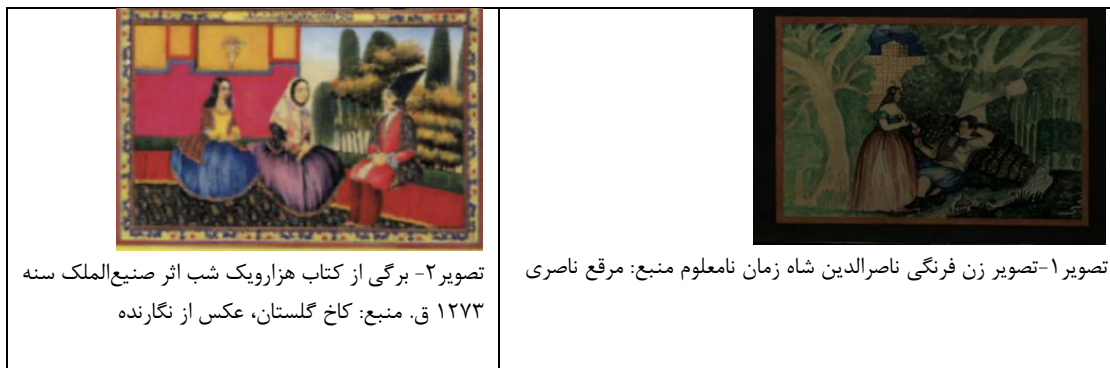 تصویر۱-تصویر زن فرنگی ناصرالدین شاه زمان نامعلوم منبع: مرقع ناصری
تصویر۲- برگی از کتاب هزارویک شب اثر صنیع‌الملک سنه
۱۲۷۳ ق. منبع: کاخ گلستان، عکس از نگارنده